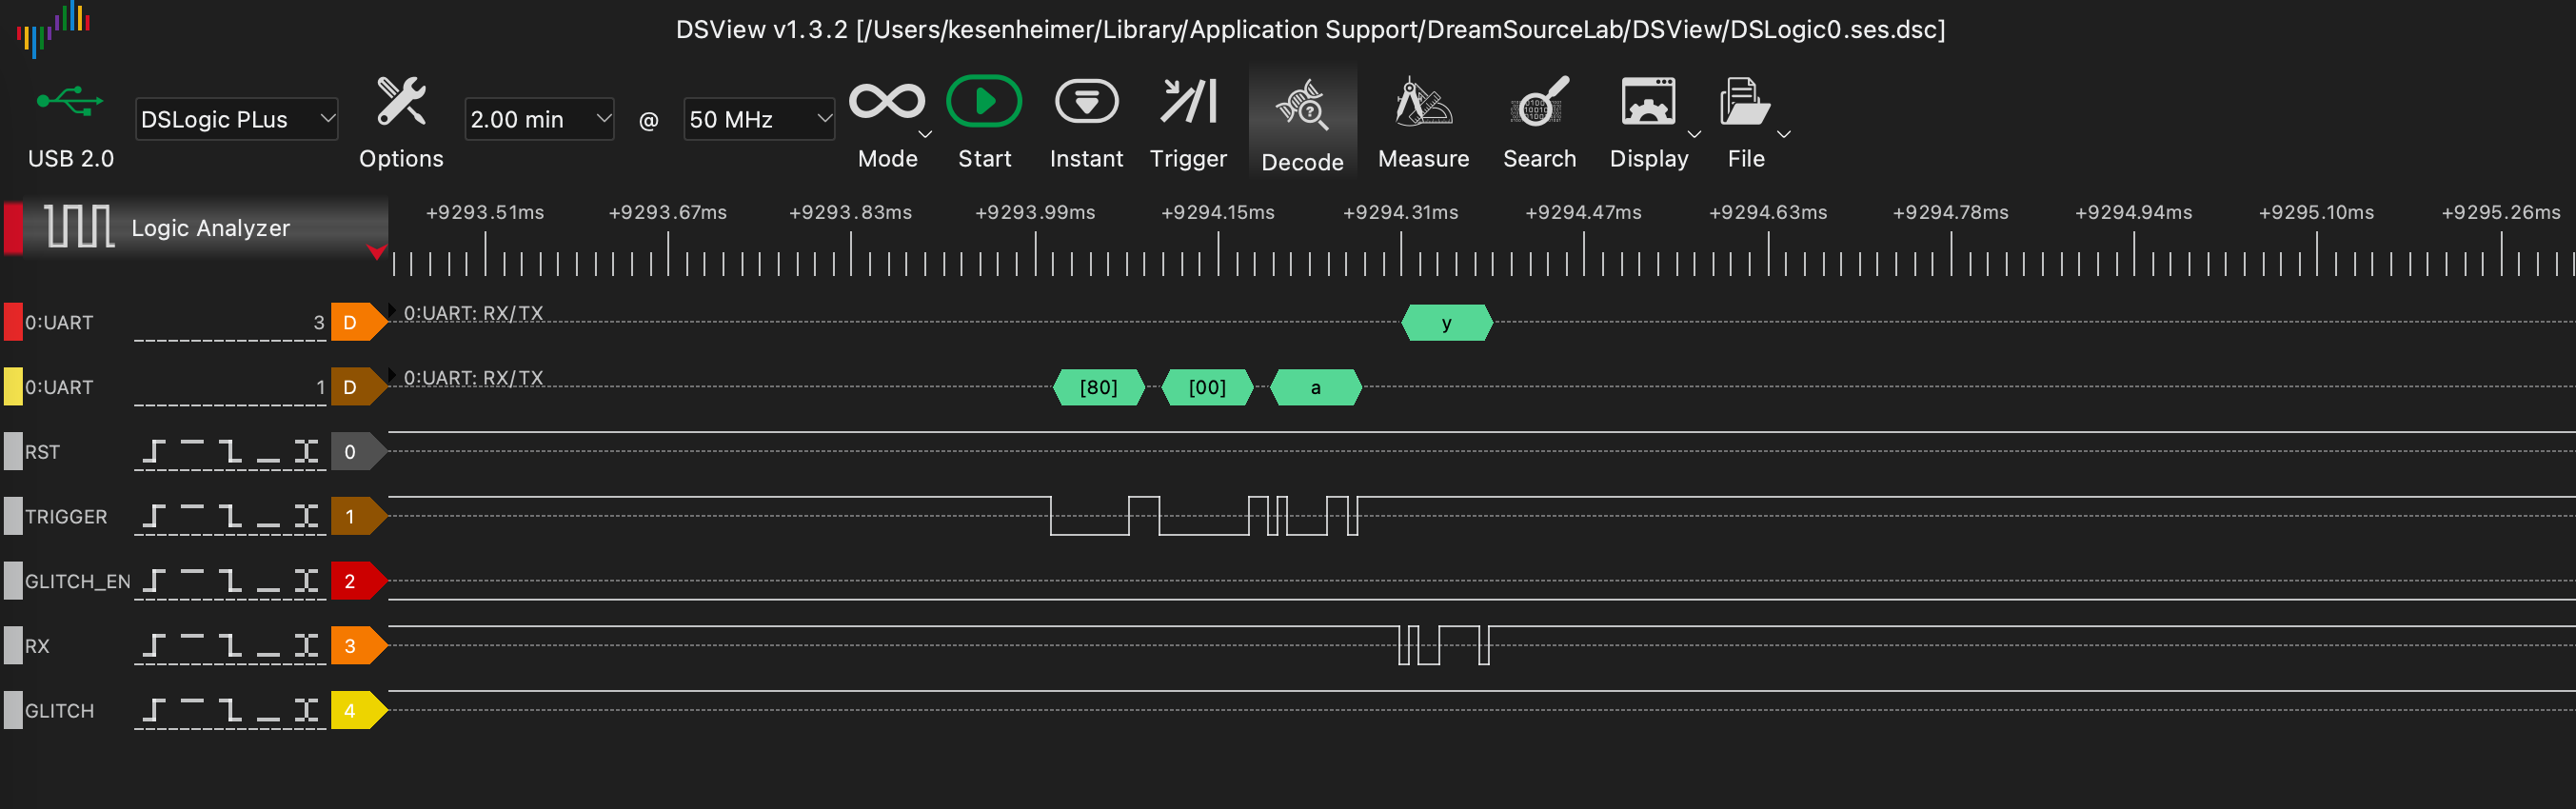 DSView v1.3.2 [/Users/kesenheimer/Library/Application Support/DreamSourceLab/DSView/DSLogic0.ses.dsc]
USB 2.0
DSLogic PLus
Options
2.00 min
@
50 MHz
Mode
Start
Instant
Trigger
Decode
Measure
Search
Display
File
Logic Analyzer
+9293.51ms +9293.67ms +9293.83ms +9293.99ms +9294.15ms +9294.31ms +9294.47ms +9294.63ms +9294.78ms +9294.94ms +9295.10ms +9295.26ms
0:UART 3 D 0:UART: RX/TX y
0:UART 1 D 0:UART: RX/TX [80] [00] a
RST 0
TRIGGER 1
GLITCH_EN 2
RX 3
GLITCH 4